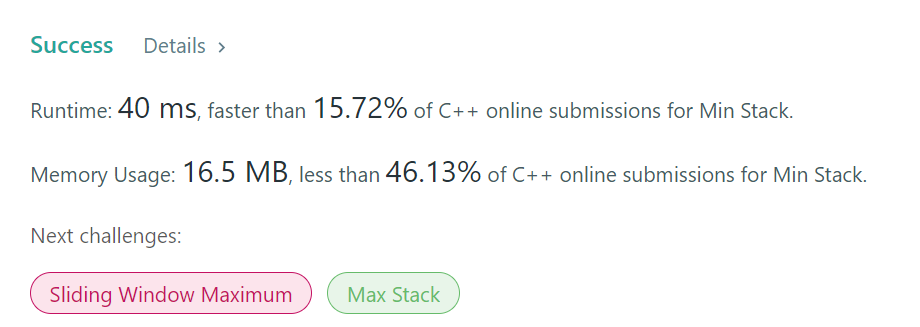 Success Details >
Runtime: 40 ms, faster than 15.72% of C++ online submissions for Min Stack.
Memory Usage: 16.5 MB, less than 46.13% of C++ online submissions for Min Stack.
Next challenges:
Sliding Window Maximum Max Stack